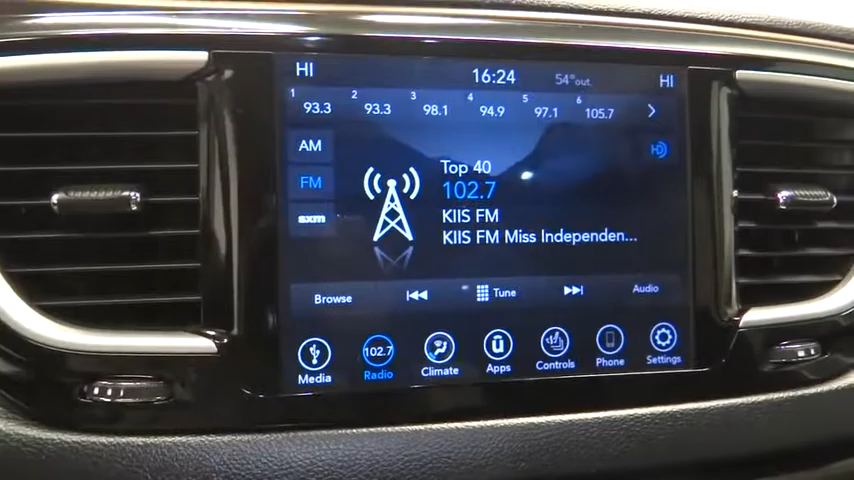 HI 16:24 54°out. HI
1 93.3 2 93.3 3 98.1 4 94.9 5 97.1 6 105.7
AM
FM
sxm
HD
Top 40
102.7
KIIS FM
KIIS FM Miss Independen...
Browse Tune Audio
102.7
Media Radio Climate Apps Controls Phone Settings